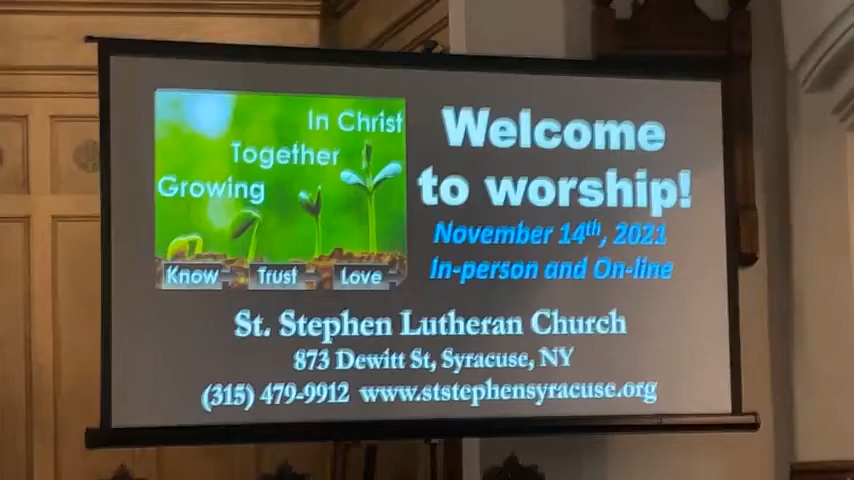 In Christ
Together
Growing
Know Trust Love
Welcome
to worship!
November 14th, 2021
In-person and On-line
St. Stephen Lutheran Church
873 Dewitt St, Syracuse, NY
(315) 479-9912 www.ststephensyracuse.org